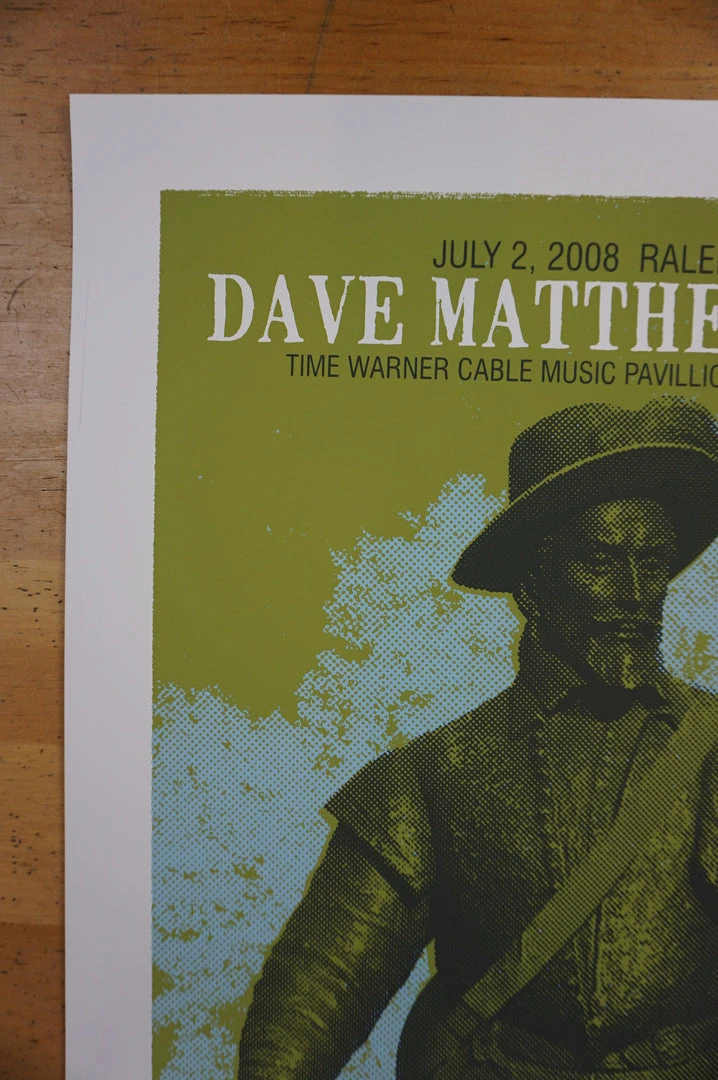 JULY 2, 2008 RALE
DAVE MATTHE
TIME WARNER CABLE MUSIC PAVILLIO